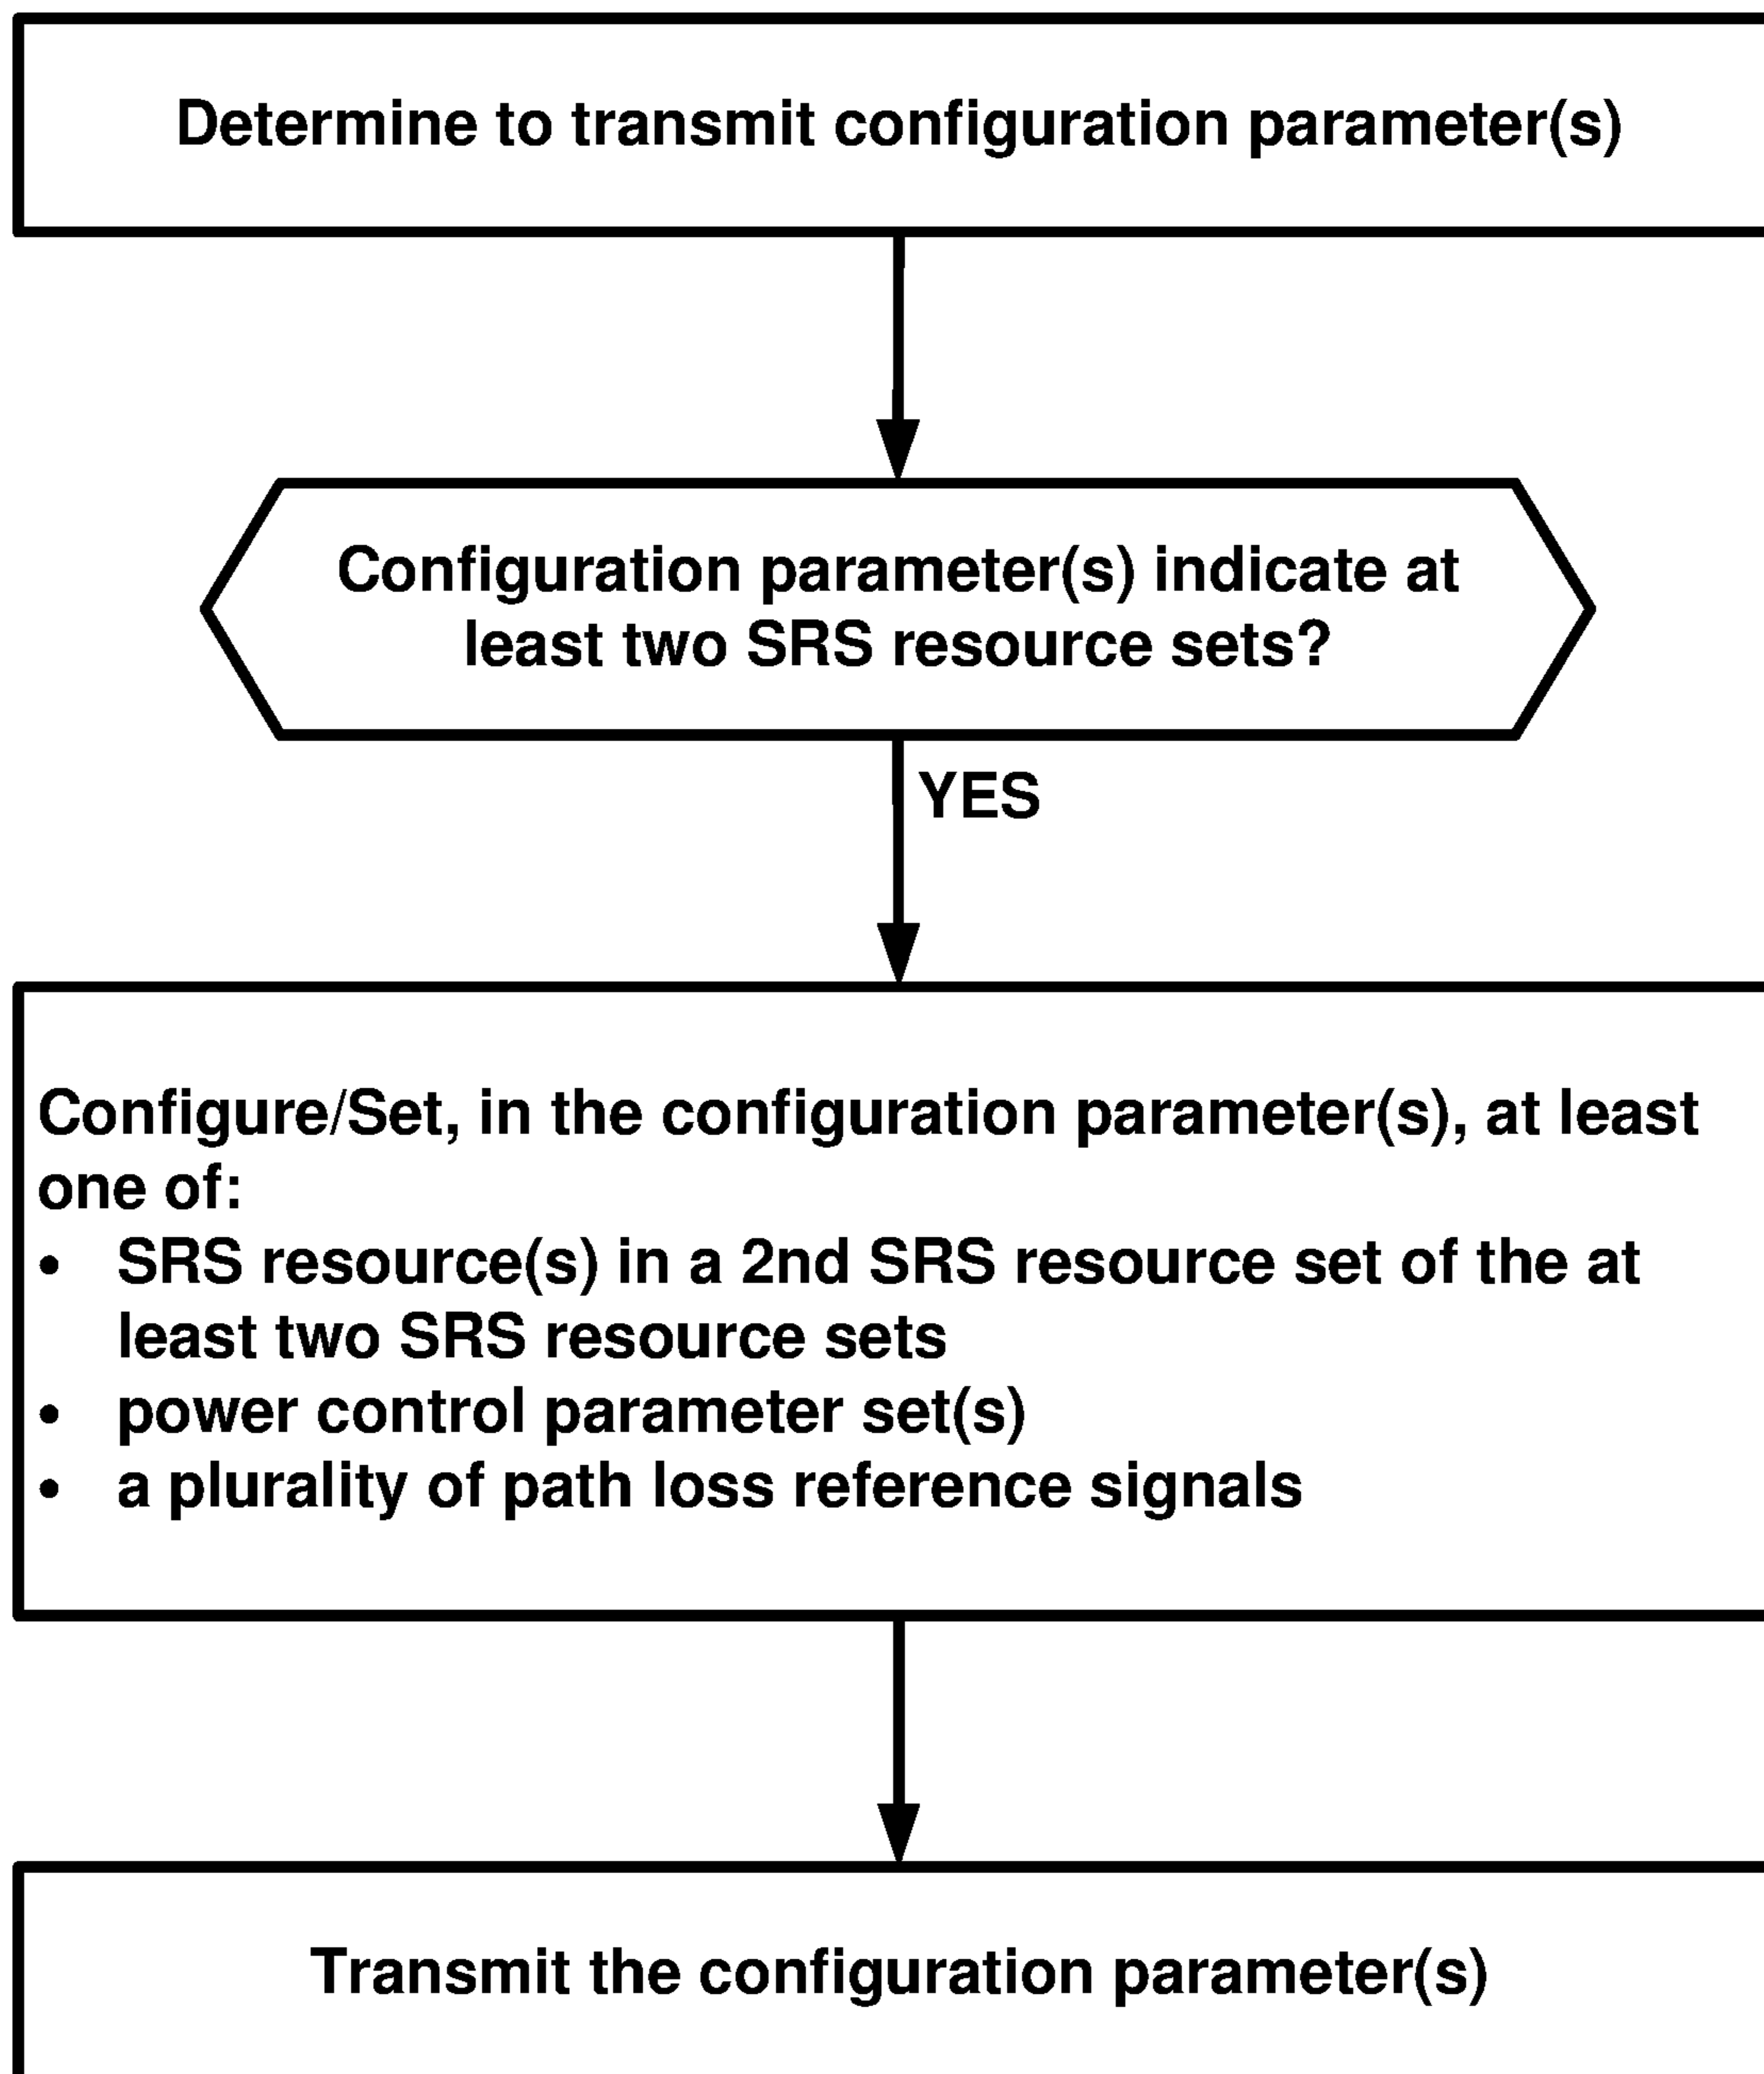 Determine to transmit configuration parameter(s)
Configuration parameter(s) indicate at
least two SRS resource sets?
YES
Configure/Set, in the configuration parameter(s), at least
one of:
• SRS resource(s) in a 2nd SRS resource set of the at
least two SRS resource sets
• power control parameter set(s)
• a plurality of path loss reference signals
Transmit the configuration parameter(s)